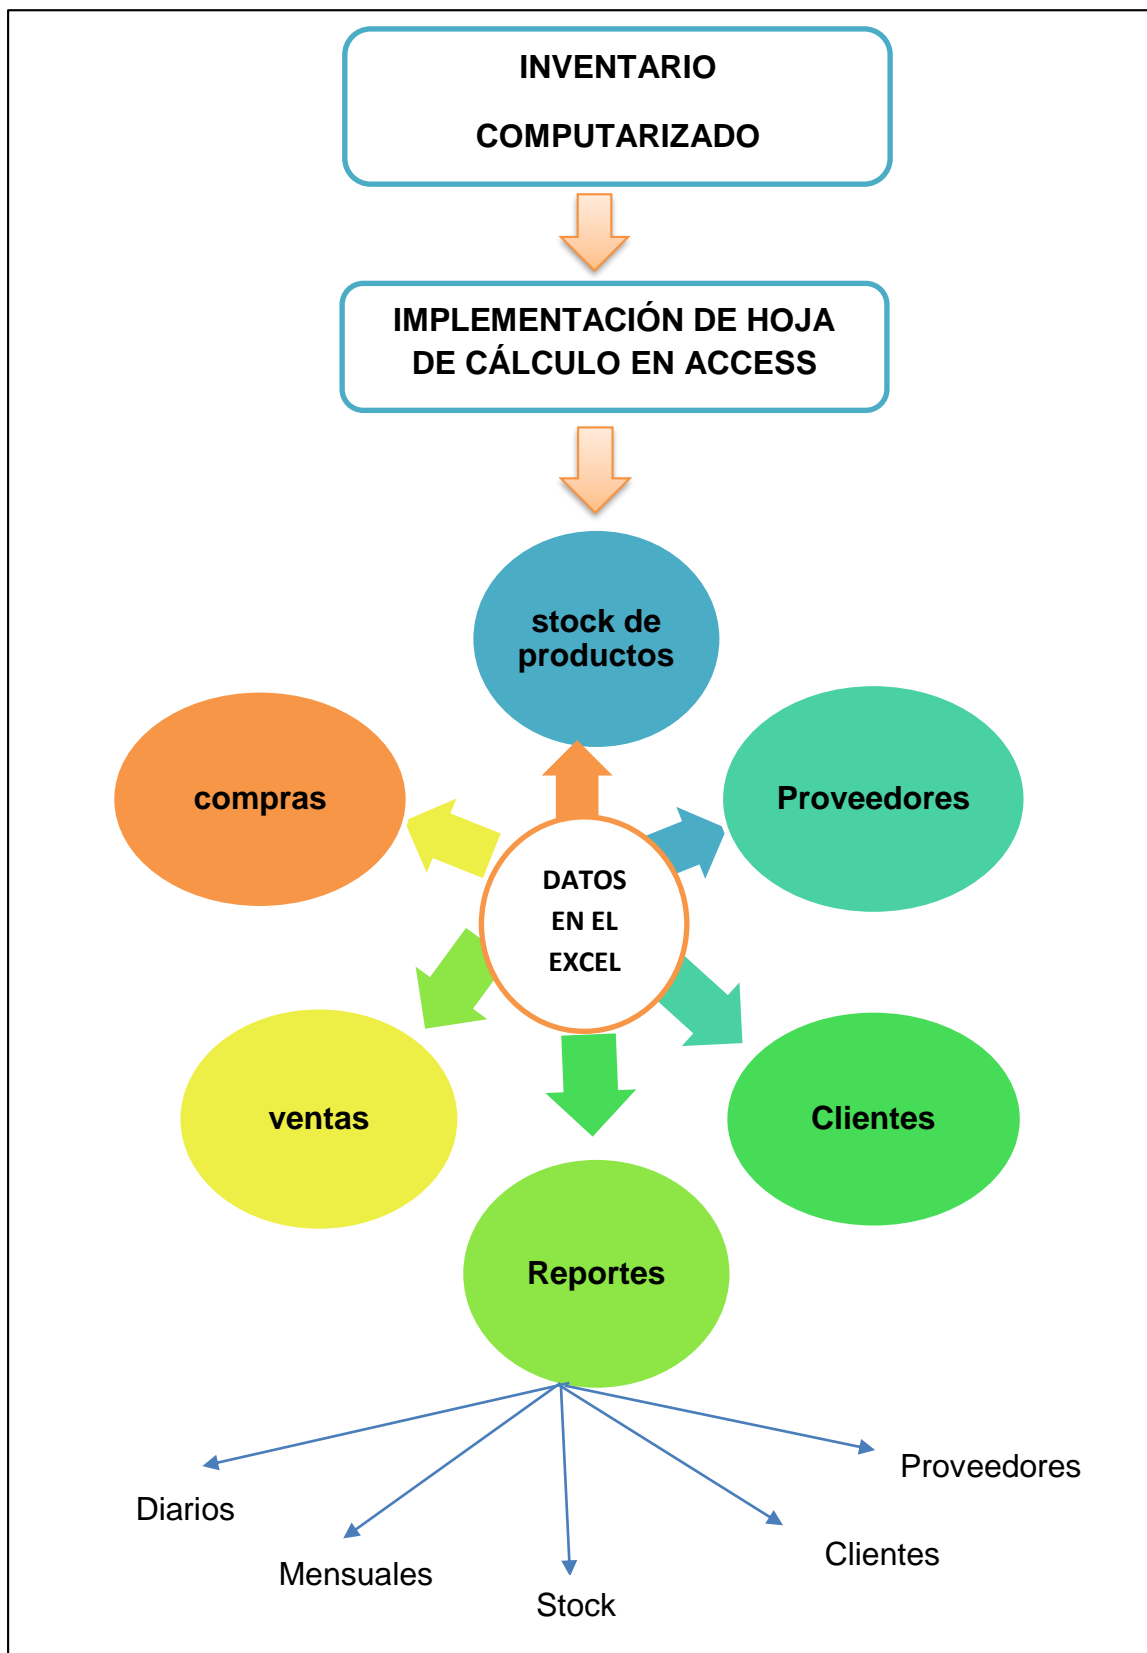 INVENTARIO
COMPUTARIZADO
IMPLEMENTACIÓN DE HOJA
DE CÁLCULO EN ACCESS
stock de
productos
compras
Proveedores
DATOS
EN EL
EXCEL
ventas
Clientes
Reportes
Proveedores
Diarios
Clientes
Mensuales
Stock